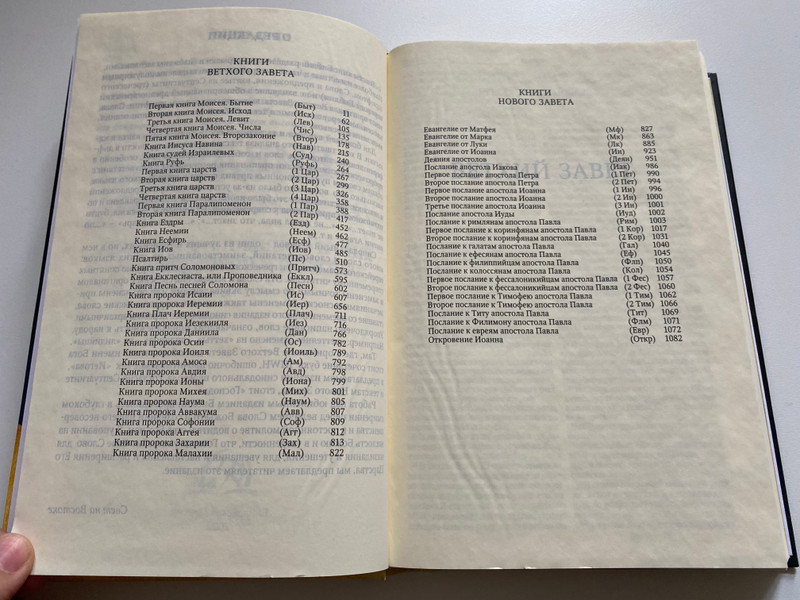 КНИГИ
ВЕТХОГО ЗАВЕТА
Первая книга Моисея. Бытие (Быт) 11
Вторая книга Моисея. Исход (Исх) 62
Третья книга Моисея. Левит (Лев) 105
Четвертая книга Моисея. Числа (Чис) 135
Пятая книга Моисея. Второзаконие (Втор) 178
Книга Иисуса Навина (Нав) 215
Книга судей Израилевых (Суд) 240
Книга Руфь (Руфь) 264
Первая книга царств (1 Цар) 267
Вторая книга царств (2 Цар) 299
Третья книга царств (3 Цар) 326
Четвертая книга царств (4 Цар) 358
Первая книга Паралипоменон (1 Пар) 388
Вторая книга Паралипоменон (2 Пар) 417
Книга Ездры (Езд) 452
Книга Неемии (Неем) 462
Книга Есфирь (Есф) 477
Книга Иов (Иов) 485
Псалтирь (Пс) 510
Книга притч Соломоновых (Притч) 573
Книга Екклесиаста, или Проповедника (Еккл) 595
Книга Песнь песней Соломона (Песн) 602
Книга пророка Исаии (Ис) 607
Книга пророка Иеремии (Иер) 656
Книга Плач Иеремии (Плач) 711
Книга пророка Иезекииля (Иез) 716
Книга пророка Даниила (Дан) 766
Книга пророка Осии (Ос) 782
Книга пророка Иоиля (Иоиль) 789
Книга пророка Амоса (Ам) 792
Книга пророка Авдия (Авд) 797
Книга пророка Ионы (Иона) 799
Книга пророка Михея (Мих) 801
Книга пророка Наума (Наум) 805
Книга пророка Аввакума (Авв) 807
Книга пророка Софонии (Соф) 809
Книга пророка Аггея (Агг) 812
Книга пророка Захарии (Зах) 813
Книга пророка Малахии (Мал) 822
КНИГИ
НОВОГО ЗАВЕТА
Евангелие от Матфея (Мф) 827
Евангелие от Марка (Мк) 863
Евангелие от Луки (Лк) 885
Евангелие от Иоанна (Ин) 923
Деяния апостолов (Деян) 951
Послание апостола Иакова (Иак) 986
Первое послание апостола Петра (1 Пет) 990
Второе послание апостола Петра (2 Пет) 994
Первое послание апостола Иоанна (1 Ин) 996
Второе послание апостола Иоанна (2 Ин) 1000
Третье послание апостола Иоанна (3 Ин) 1001
Послание апостола Иуды (Иуд) 1002
Послание к римлянам апостола Павла (Рим) 1003
Первое послание к коринфянам апостола Павла (1 Кор) 1017
Второе послание к коринфянам апостола Павла (2 Кор) 1031
Послание к галатам апостола Павла (Гал) 1040
Послание к ефесянам апостола Павла (Еф) 1045
Послание к филиппийцам апостола Павла (Флп) 1050
Послание к колоссянам апостола Павла (Кол) 1054
Первое послание к фессалоникийцам апостола Павла (1 Фес) 1057
Второе послание к фессалоникийцам апостола Павла (2 Фес) 1060
Первое послание к Тимофею апостола Павла (1 Тим) 1062
Второе послание к Тимофею апостола Павла (2 Тим) 1066
Послание к Титу апостола Павла (Тит) 1069
Послание к Филимону апостола Павла (Флм) 1071
Послание к евреям апостола Павла (Евр) 1072
Откровение Иоанна (Откр) 1082